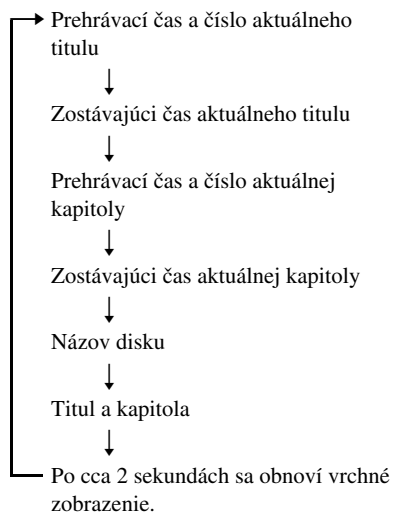 Prehrávací čas a číslo aktuálneho
titulu
Zostávajúci čas aktuálneho titulu
Prehrávací čas a číslo aktuálnej
kapitoly
Zostávajúci čas aktuálnej kapitoly
Názov disku
Titul a kapitola
Po cca 2 sekundách sa obnoví vrchné
zobrazenie.